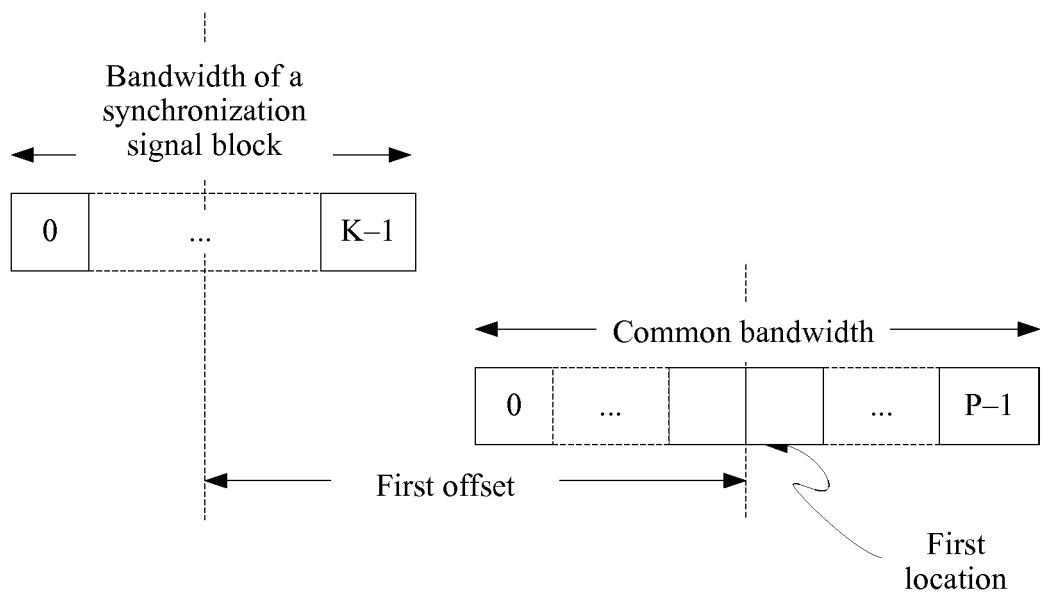 Bandwidth of a
synchronization
signal block
0
...
K–1
Common bandwidth
0
...
...
P–1
First offset
First
location